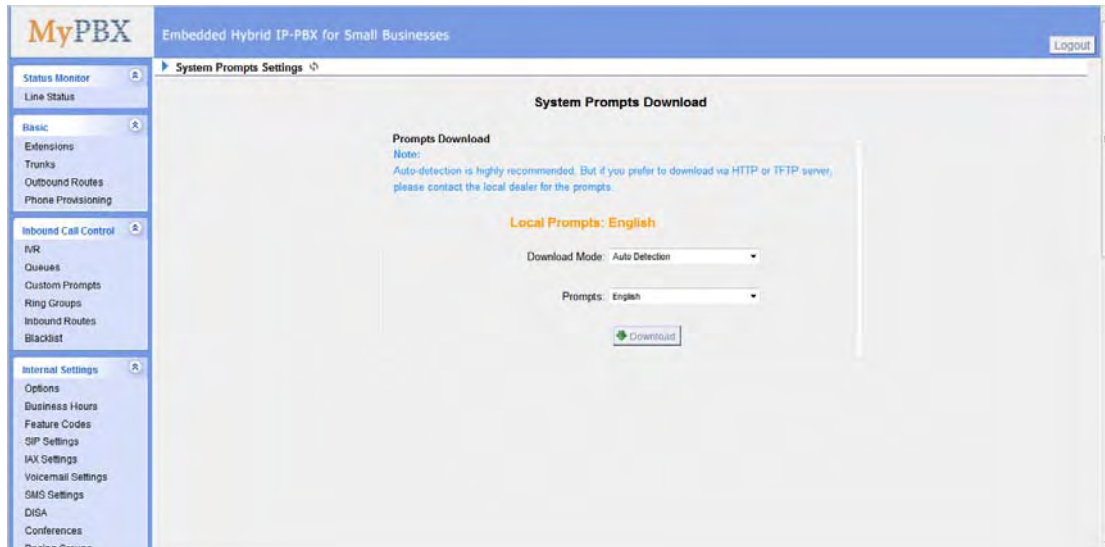 MyPBX
Embedded Hybrid IP-PBX for Small Businesses
Logout
Status Monitor
Line Status
Basic
Extensions
Trunks
Outbound Routes
Phone Provisioning
Inbound Call Control
IVR
Queues
Custom Prompts
Ring Groups
Inbound Routes
Blacklist
Internal Settings
Options
Business Hours
Feature Codes
SIP Settings
IAX Settings
Voicemail Settings
SMS Settings
DISA
Conferences
Paging Groups
System Prompts Settings
System Prompts Download
Prompts Download
Note:
Auto-detection is highly recommended. But if you prefer to download via HTTP or TFTP server,
please contact the local dealer for the prompts.
Local Prompts: English
Download Mode: Auto Detection
Prompts: English
Download